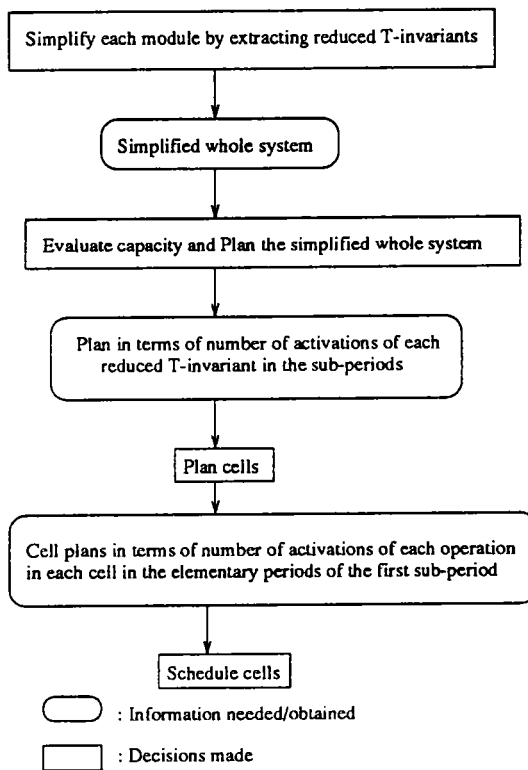 Simplify each module by extracting reduced T-invariants
Simplified whole system
Evaluate capacity and Plan the simplified whole system
Plan in terms of number of activations of each
reduced T-invariant in the sub-periods
Plan cells
Cell plans in terms of number of activations of each operation
in each cell in the elementary periods of the first sub-period
Schedule cells
: Information needed/obtained
: Decisions made